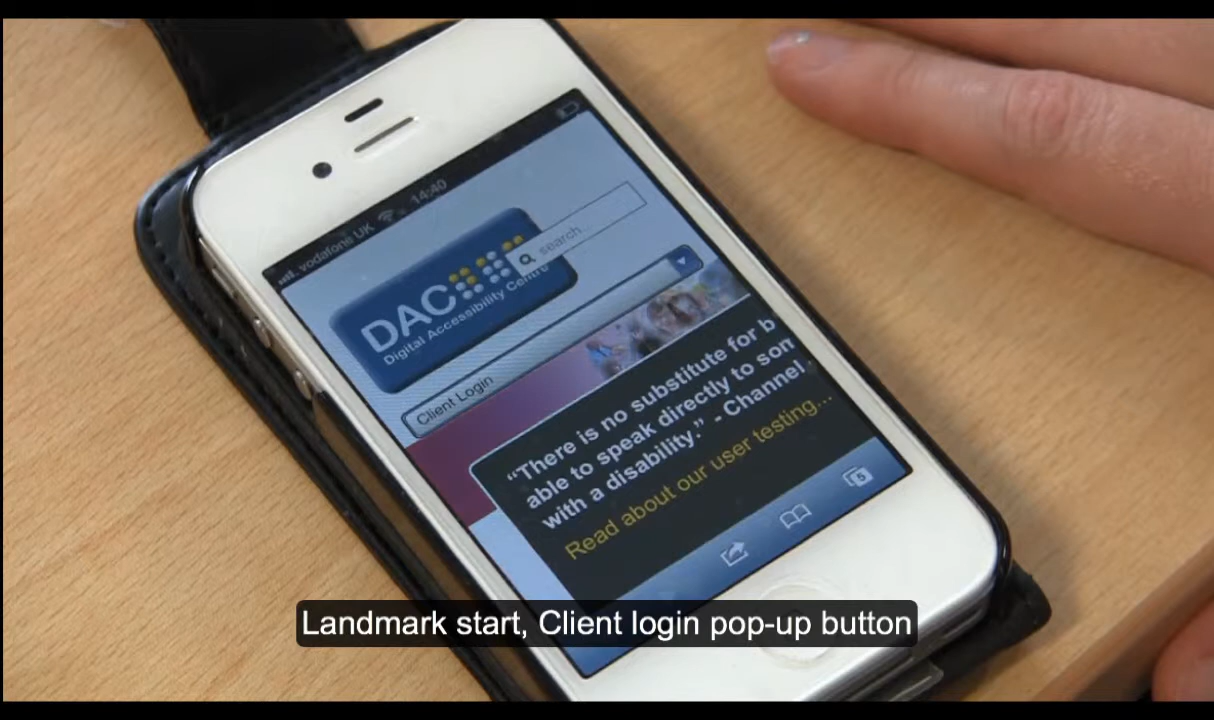 vodafone UK 14:40
search...
DAC
Digital Accessibility Centre
Client Login
“There is no substitute for b
able to speak directly to som
with a disability.” - Channel
Read about our user testing...
5
Landmark start, Client login pop-up button